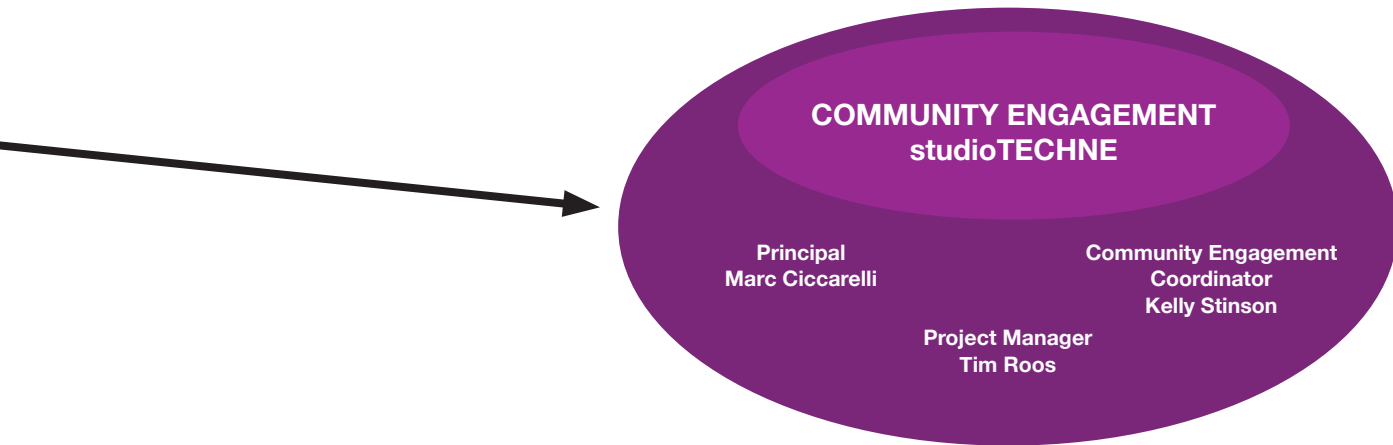 COMMUNITY ENGAGEMENT
studioTECHNE
Principal
Marc Ciccarelli
Community Engagement
Coordinator
Kelly Stinson
Project Manager
Tim Roos